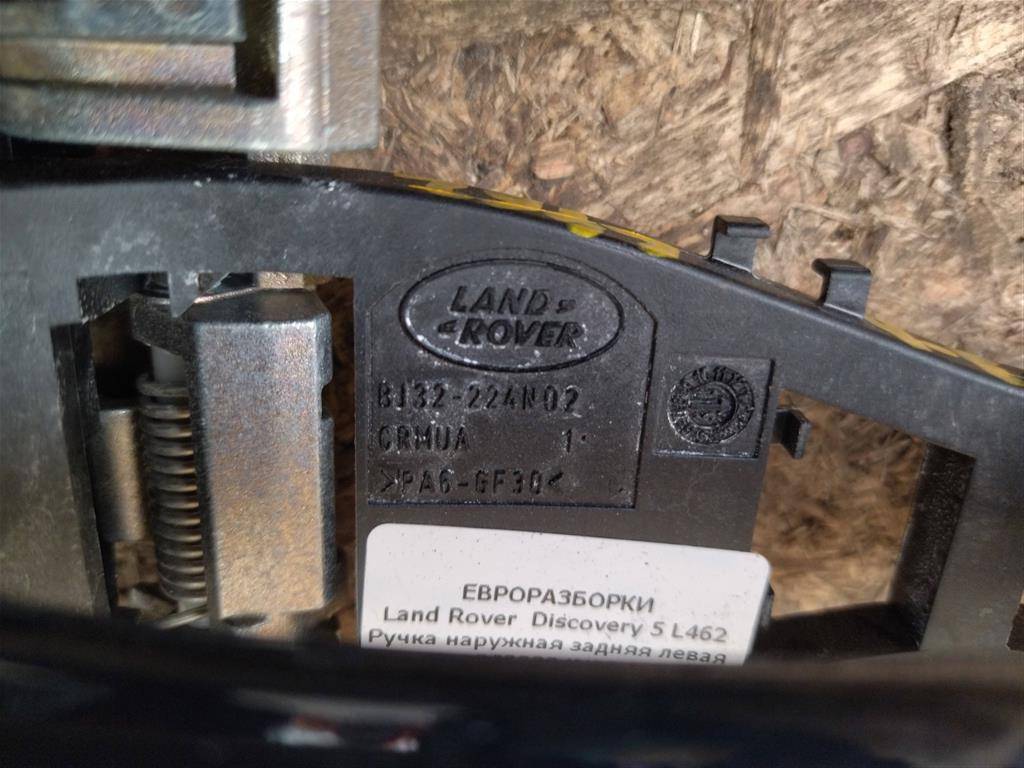 LAND
ROVER
BJ32-224N02
CRMUA 1
>PA6-GF30<
ЕВРОРАЗБОРКИ
Land Rover Discovery 5 L462
Ручка наружная задняя левая